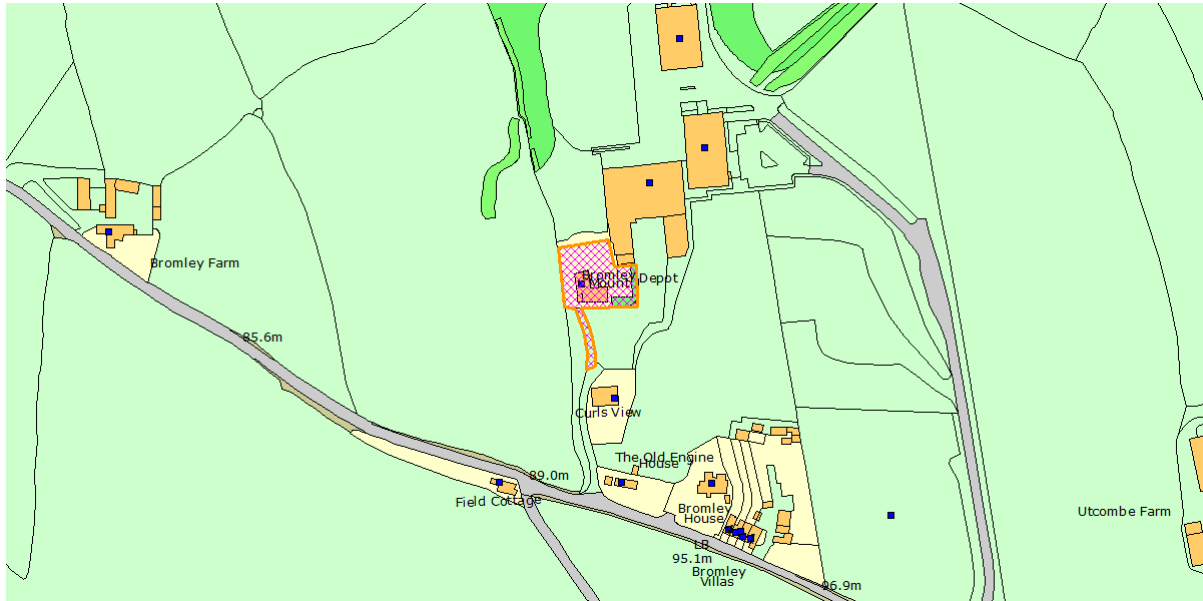 Bromley Farm
Bromley
Mount
Depot
1
85.6m
Curls View
The Old Engine
House
89.0m
Field Cottage
Bromley
House
Utcombe Farm
LB
95.1m
Bromley
Villas
96.9m